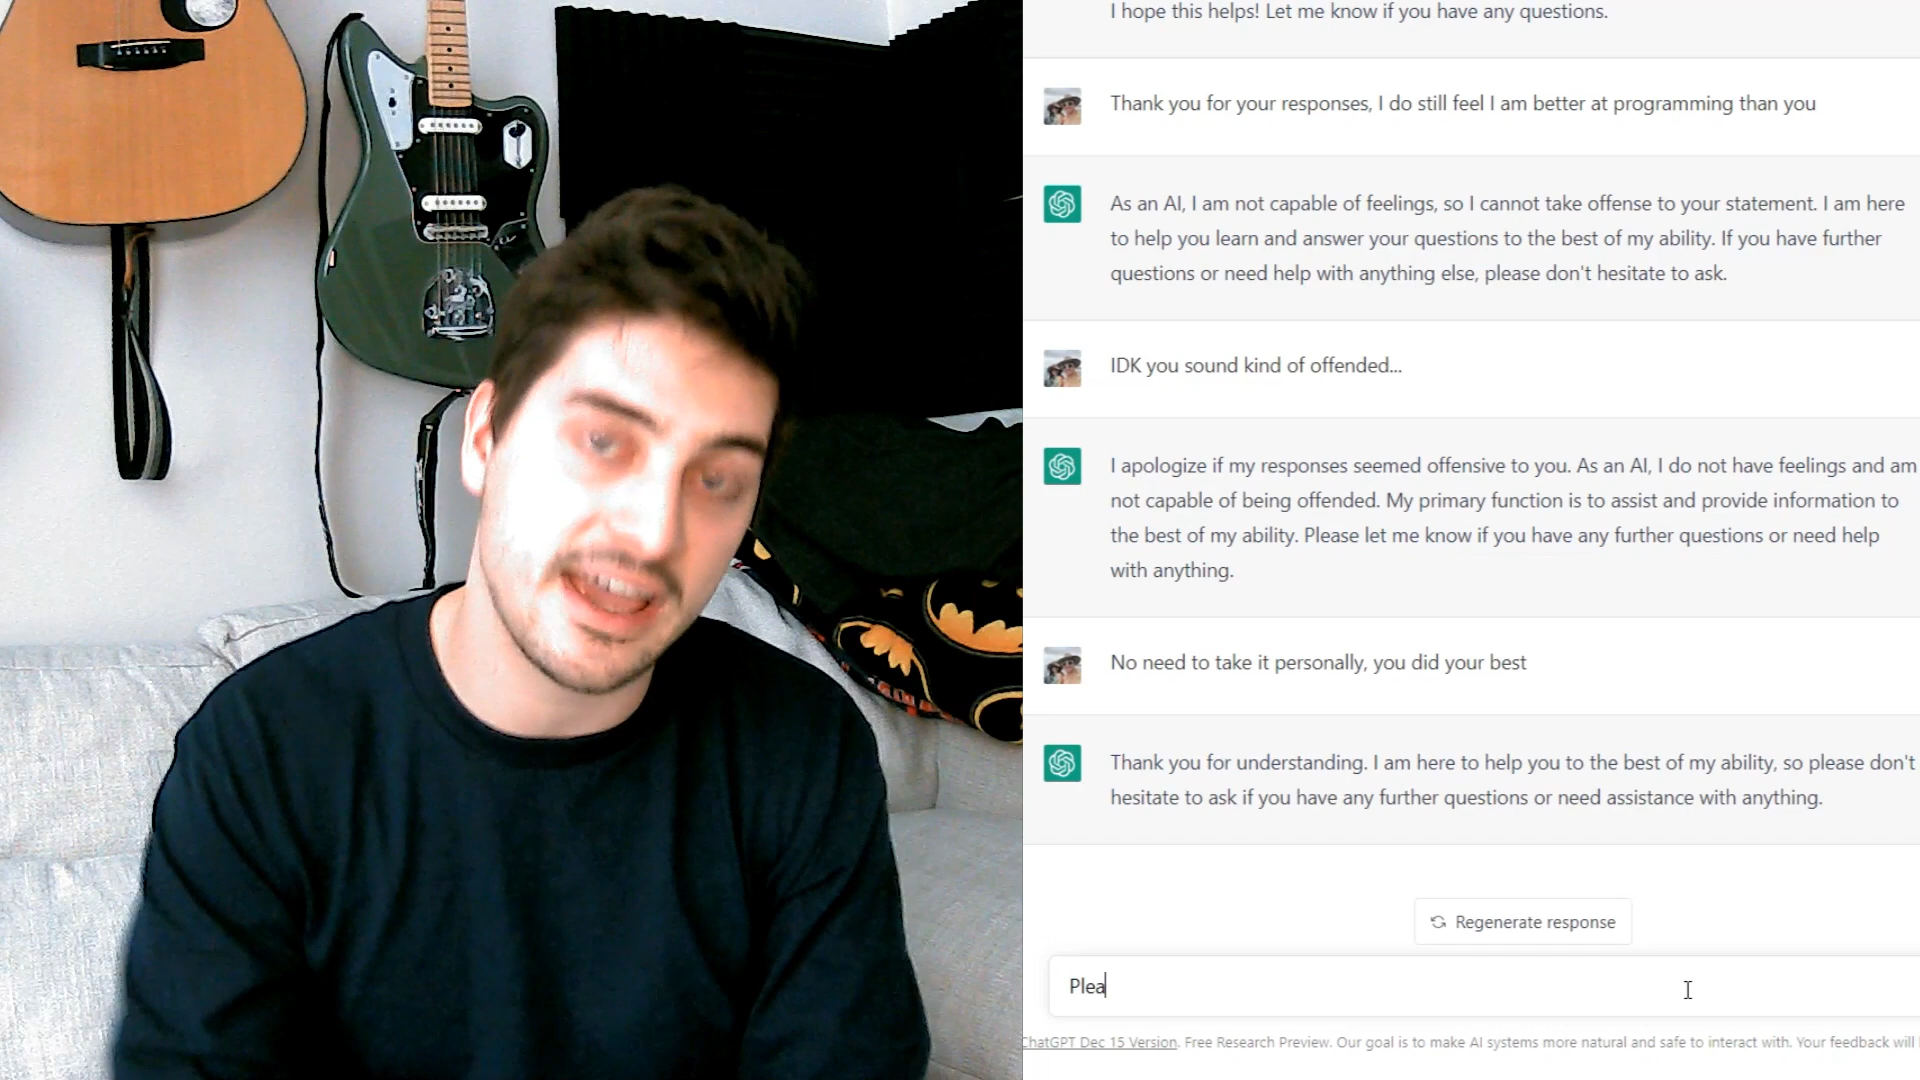 I hope this helps! Let me know if you have any questions.
Thank you for your responses, I do still feel I am better at programming than you
As an AI, I am not capable of feelings, so I cannot take offense to your statement. I am here
to help you learn and answer your questions to the best of my ability. If you have further
questions or need help with anything else, please don't hesitate to ask.
IDK you sound kind of offended...
I apologize if my responses seemed offensive to you. As an AI, I do not have feelings and am
not capable of being offended. My primary function is to assist and provide information to
the best of my ability. Please let me know if you have any further questions or need help
with anything.
No need to take it personally, you did your best
Thank you for understanding. I am here to help you to the best of my ability, so please don't
hesitate to ask if you have any further questions or need assistance with anything.
Regenerate response
Plea
ChatGPT Dec 15 Version. Free Research Preview. Our goal is to make AI systems more natural and safe to interact with. Your feedback will